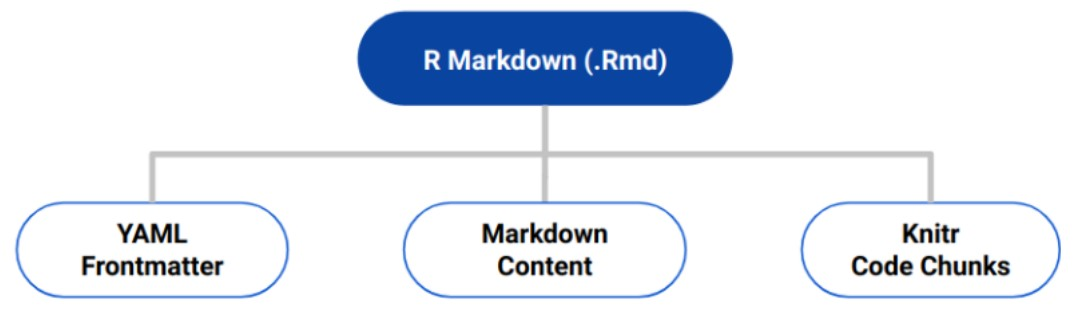 R Markdown (.Rmd)
YAML
Frontmatter
Markdown
Content
Knitr
Code Chunks